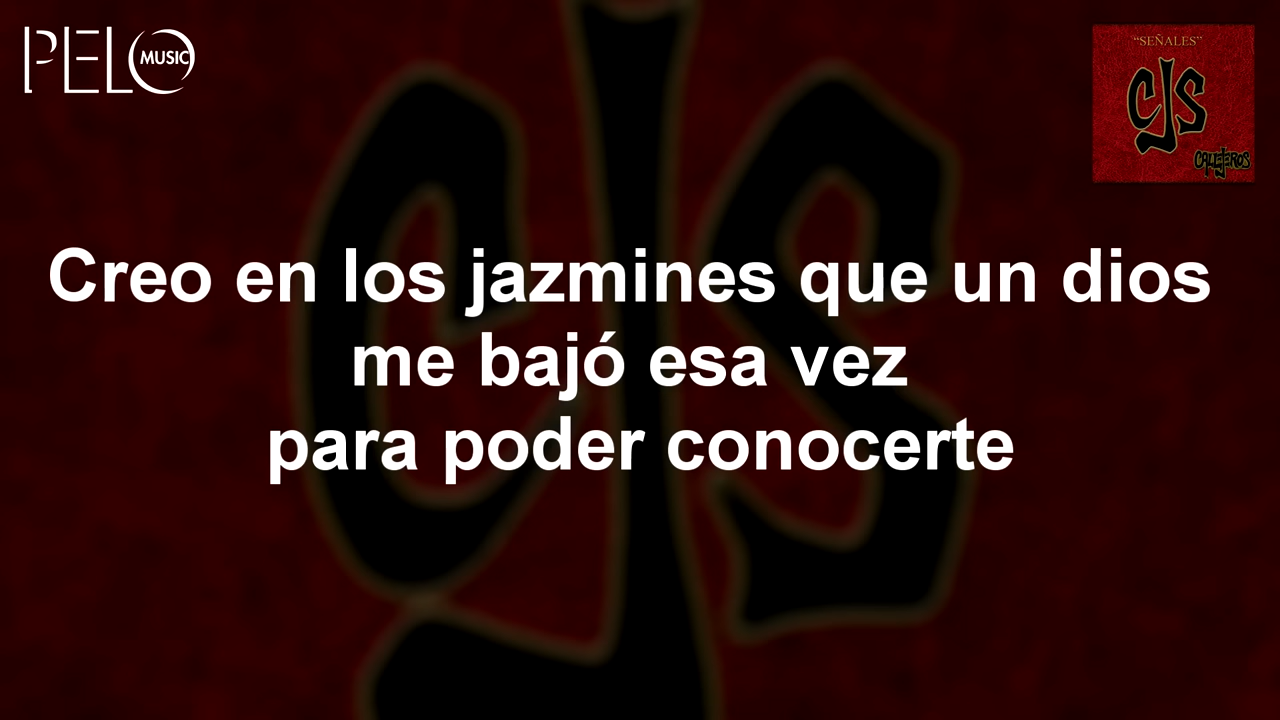 PELO MUSIC
"SEÑALES"
CJS
CALLEJEROS
Creo en los jazmines que un dios
me bajó esa vez
para poder conocerte